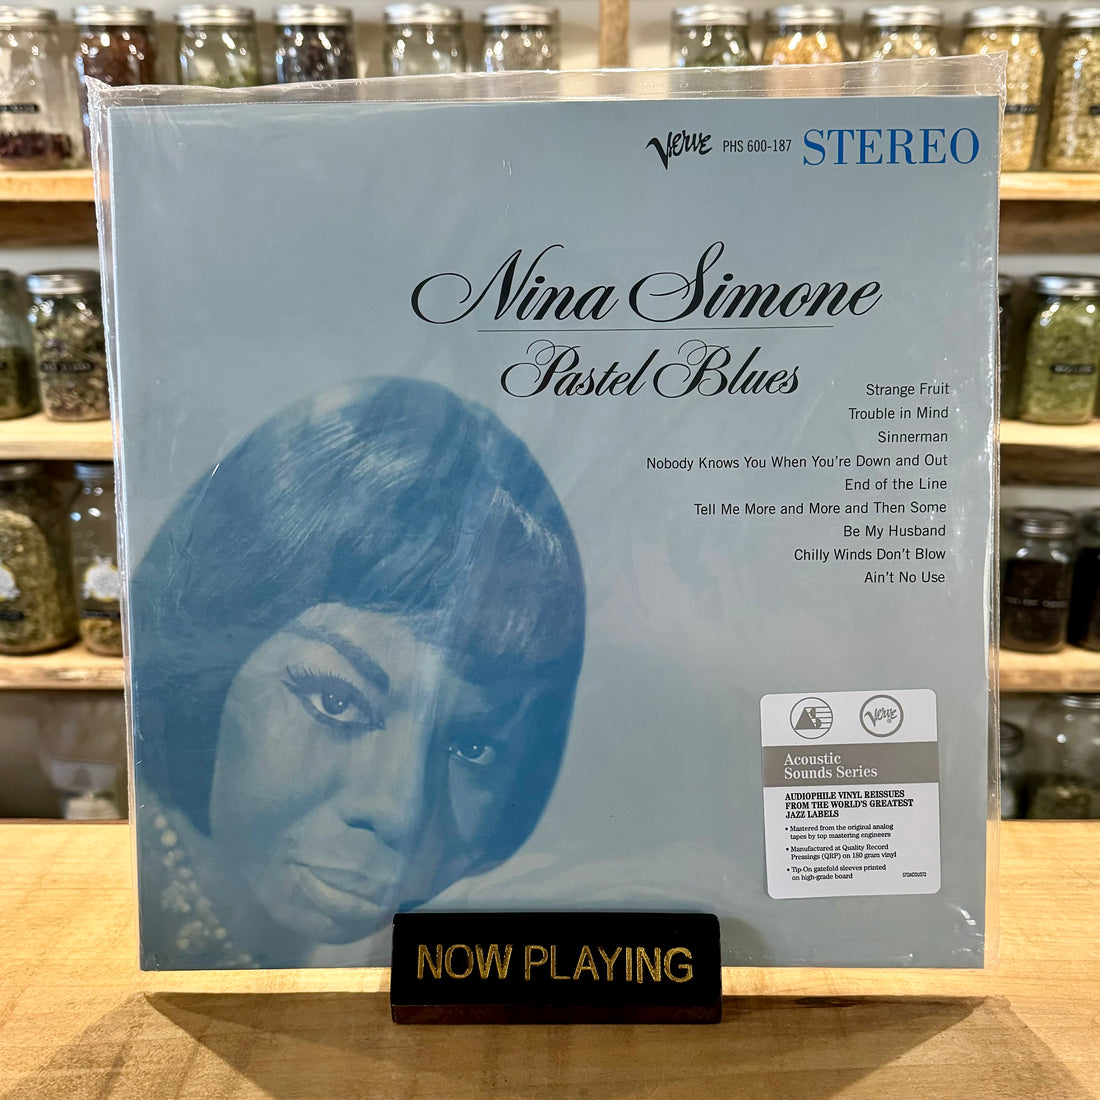 Verve PHS 600-187 STEREO
Nina Simone
Pastel Blues
Strange Fruit
Trouble in Mind
Sinnerman
Nobody Knows You When You're Down and Out
End of the Line
Tell Me More and More and Then Some
Be My Husband
Chilly Winds Don't Blow
Ain't No Use
AS Verve
Acoustic
Sounds Series
AUDIOPHILE VINYL REISSUES
FROM THE WORLD'S GREATEST
JAZZ LABELS
• Mastered from the original analog
tapes by top mastering engineers
• Manufactured at Quality Record
Pressings (QRP) on 180 gram vinyl
• Tip-On gatefold sleeves printed
on high-grade board
NOW PLAYING